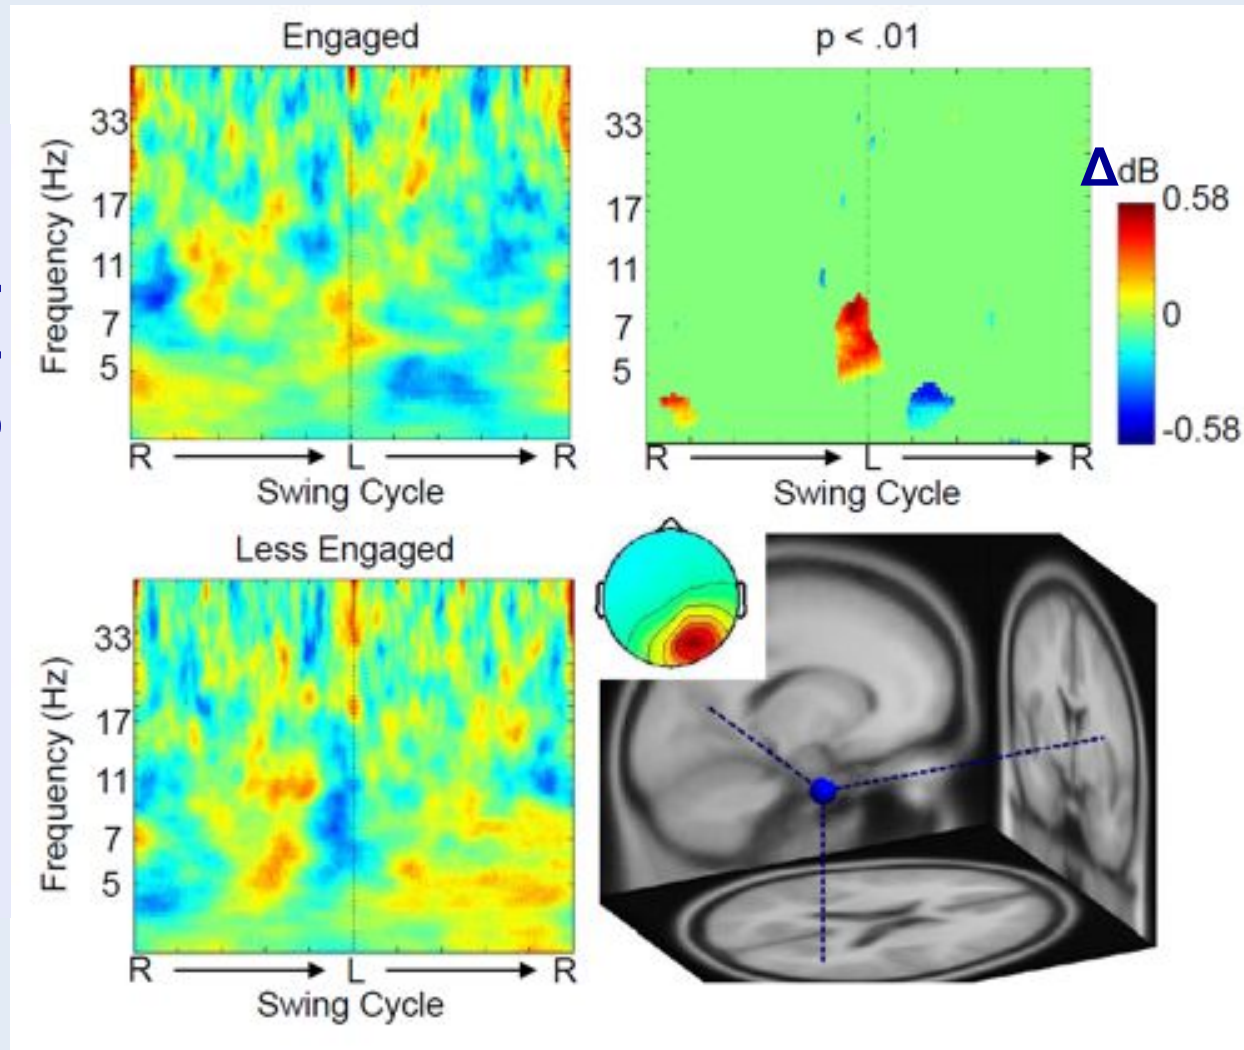 Engaged
p < .01
Frequency (Hz)
33
17
11
7
5
R
L
R
Swing Cycle
33
17
11
7
5
R
L
R
Swing Cycle
ΔdB
0.58
0
-0.58
Less Engaged
Frequency (Hz)
33
17
11
7
5
R
L
R
Swing Cycle